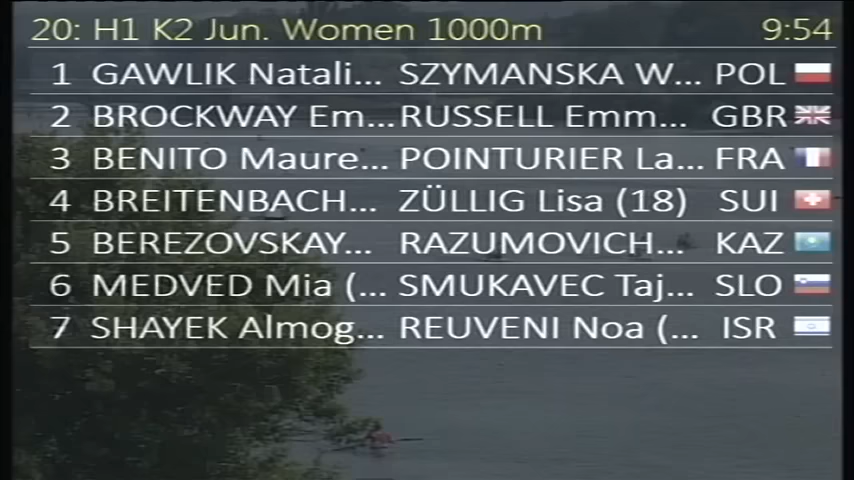 20: H1 K2 Jun. Women 1000m 9:54
1 GAWLIK Natali... SZYMANSKA W... POL
2 BROCKWAY Em... RUSSELL Emm... GBR
3 BENITO Maure... POINTURIER La... FRA
4 BREITENBACH... ZÜLLIG Lisa (18) SUI
5 BEREZOVSKAY... RAZUMOVICH... KAZ
6 MEDVED Mia (... SMUKAVEC Taj... SLO
7 SHAYEK Almog... REUVENI Noa (... ISR